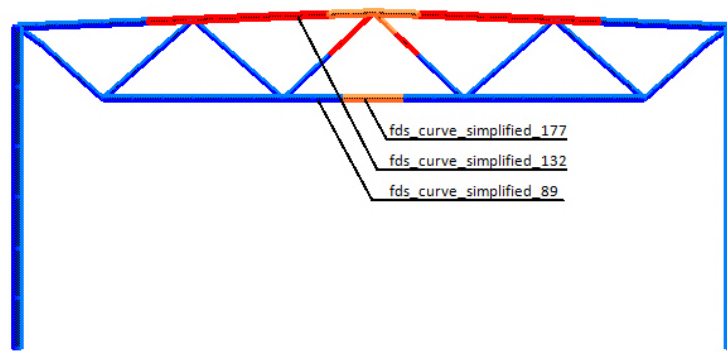 fds_curve_simplified_177
fds_curve_simplified_132
fds_curve_simplified_89